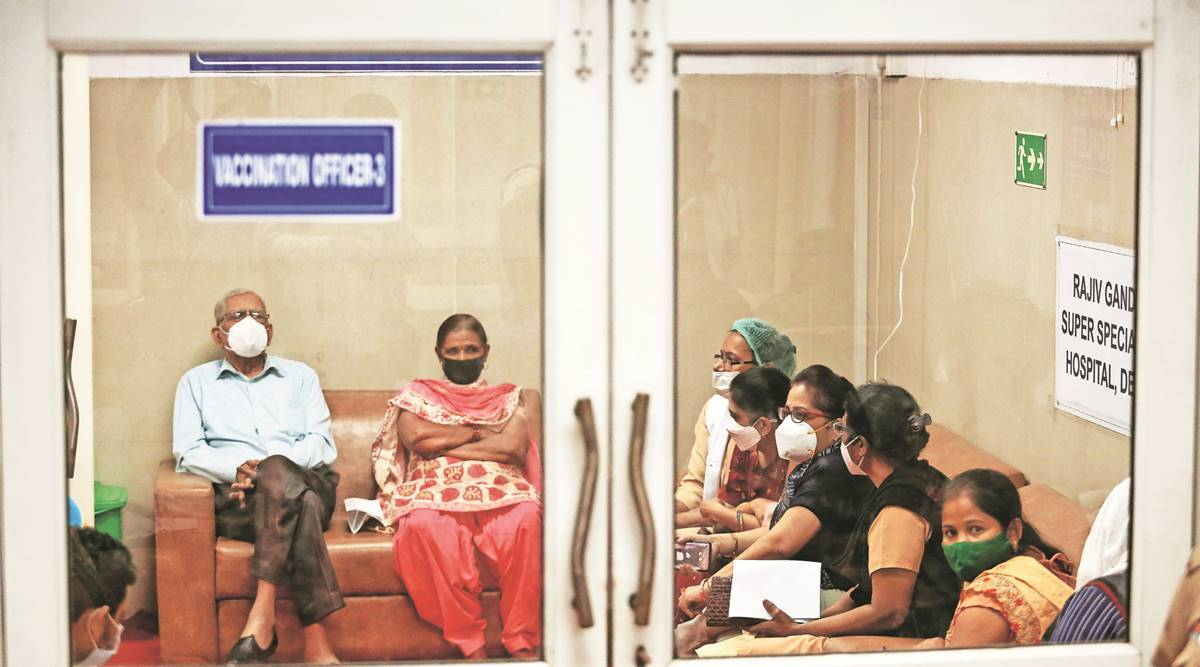 VACCINATION OFFICER-3
RAJIV GAND
SUPER SPECIA
HOSPITAL, DE